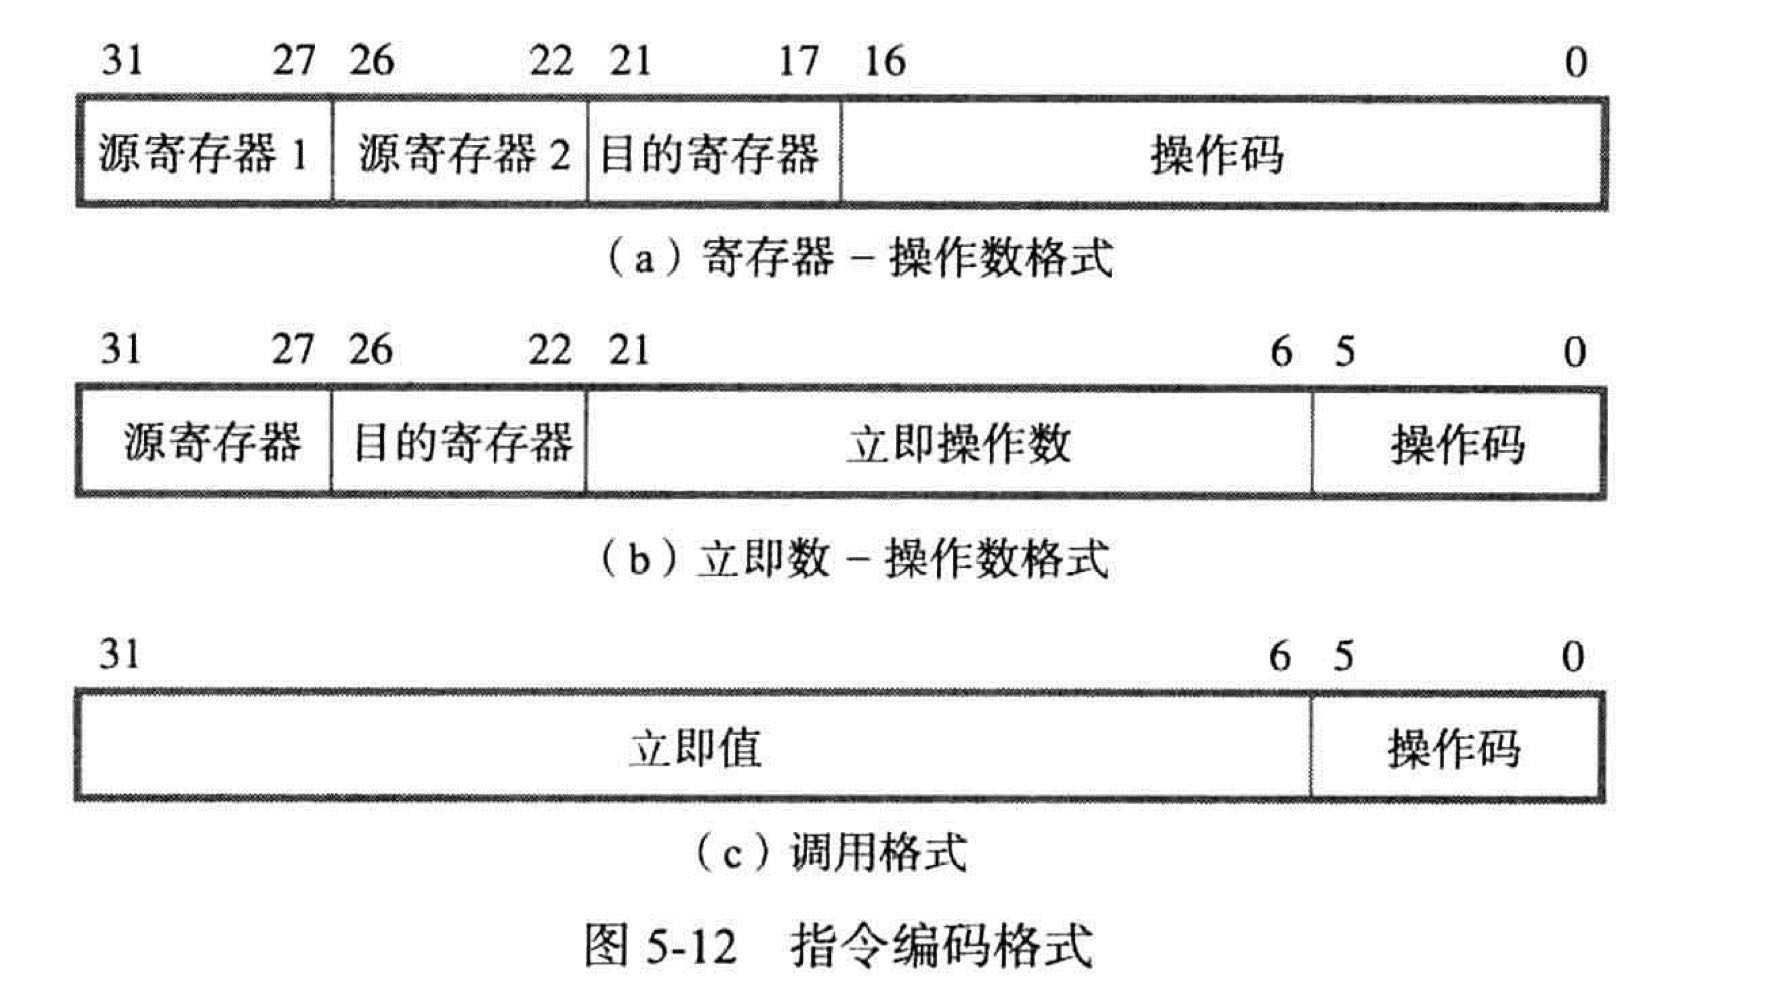 31 27 26 22 21 17 16 0
源寄存器 1 源寄存器 2 目的寄存器 操作码
（a）寄存器 – 操作数格式
31 27 26 22 21 6 5 0
源寄存器 目的寄存器 立即操作数 操作码
（b）立即数 – 操作数格式
31 6 5 0
立即值 操作码
（c）调用格式
图 5-12 指令编码格式